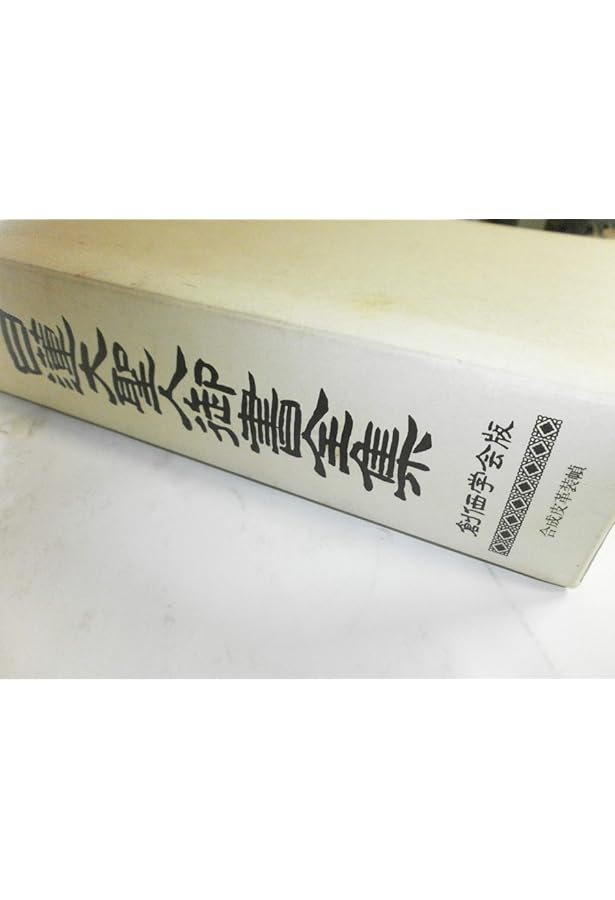 日蓮大聖人御書全集
創価学会版
合成皮革装幀